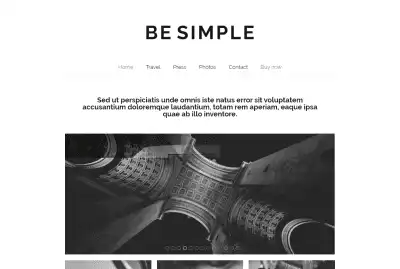 BE SIMPLE
Home Travel Press Photos Contact Buy now
Sed ut perspiciatis unde omnis iste natus error sit voluptatem
accusantium doloremque laudantium, totam rem aperiam, eaque ipsa
quae ab illo inventore.